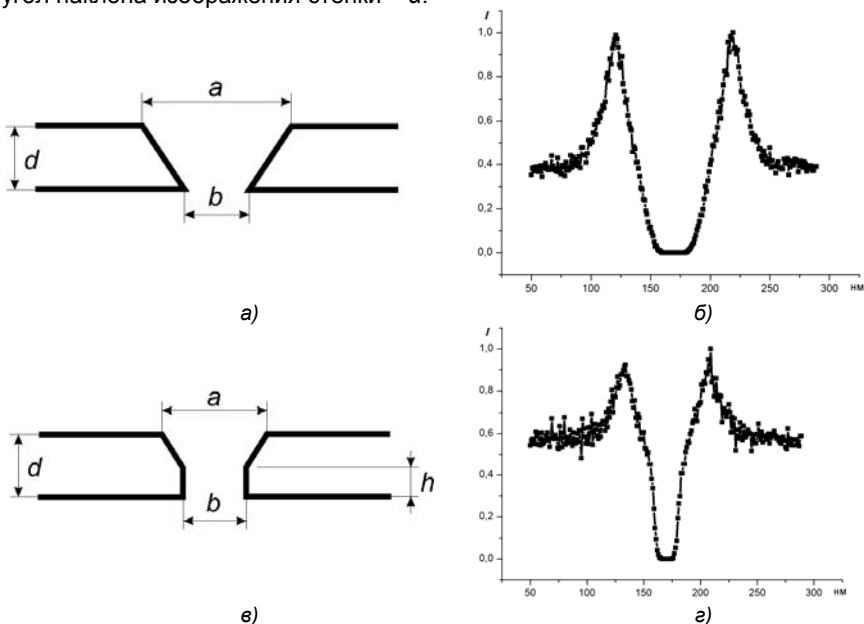 угол наклона изображения стенки – α.
a
d
b
а)
I
1,0
0,8
0,6
0,4
0,2
0,0
50 100 150 200 250 300 нм
б)
a
d
h
b
в)
I
1,0
0,8
0,6
0,4
0,2
0,0
50 100 150 200 250 300 нм
г)